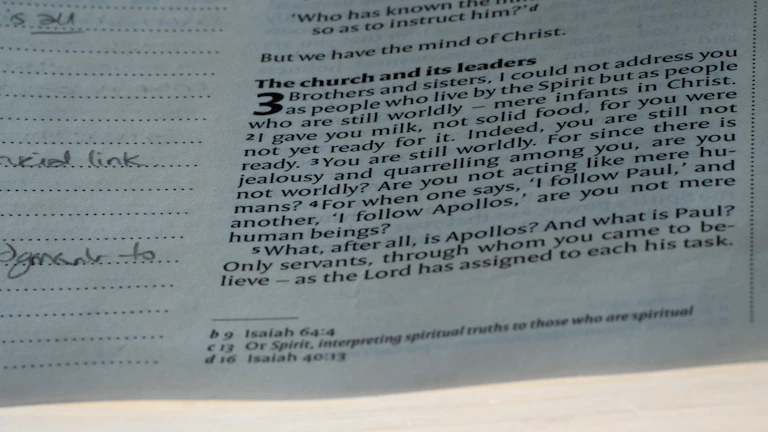 'Who has known the
so as to instruct him?'d
But we have the mind of Christ.
The church and its leaders
3 Brothers and sisters, I could not address you
as people who live by the Spirit but as people
who are still worldly – mere infants in Christ.
2 I gave you milk, not solid food, for you were
not yet ready for it. Indeed, you are still not
ready. 3 You are still worldly. For since there is
jealousy and quarrelling among you, are you
not worldly? Are you not acting like mere hu-
mans? 4 For when one says, 'I follow Paul,' and
another, 'I follow Apollos,' are you not mere
human beings?
5 What, after all, is Apollos? And what is Paul?
Only servants, through whom you came to be-
lieve – as the Lord has assigned to each his task.
b 9 Isaiah 64:4
c 13 Or Spirit, interpreting spiritual truths to those who are spiritual
d 16 Isaiah 40:13
link
to